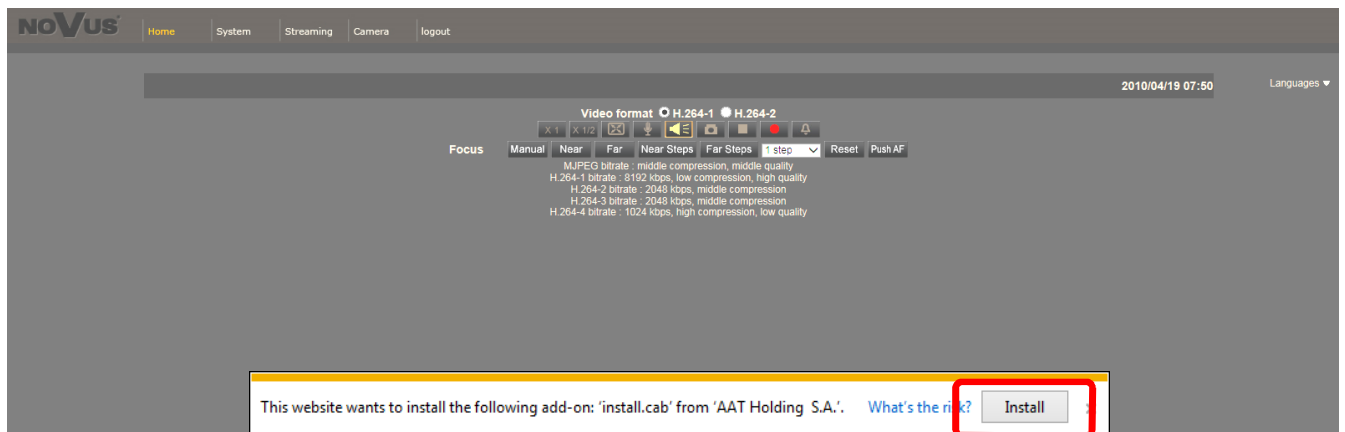 NOVUS Home System Streaming Camera logout
2010/04/19 07:50 Languages ▼
Video format H.264-1 H.264-2
X 1 X 1/2
Focus Manual Near Far Near Steps Far Steps 1 step Reset Push AF
MJPEG bitrate : middle compression, middle quality
H.264-1 bitrate : 8192 kbps, low compression, high quality
H.264-2 bitrate : 2048 kbps, middle compression
H.264-3 bitrate : 2048 kbps, middle compression
H.264-4 bitrate : 1024 kbps, high compression, low quality
This website wants to install the following add-on: 'install.cab' from 'AAT Holding S.A.'. What's the risk? Install